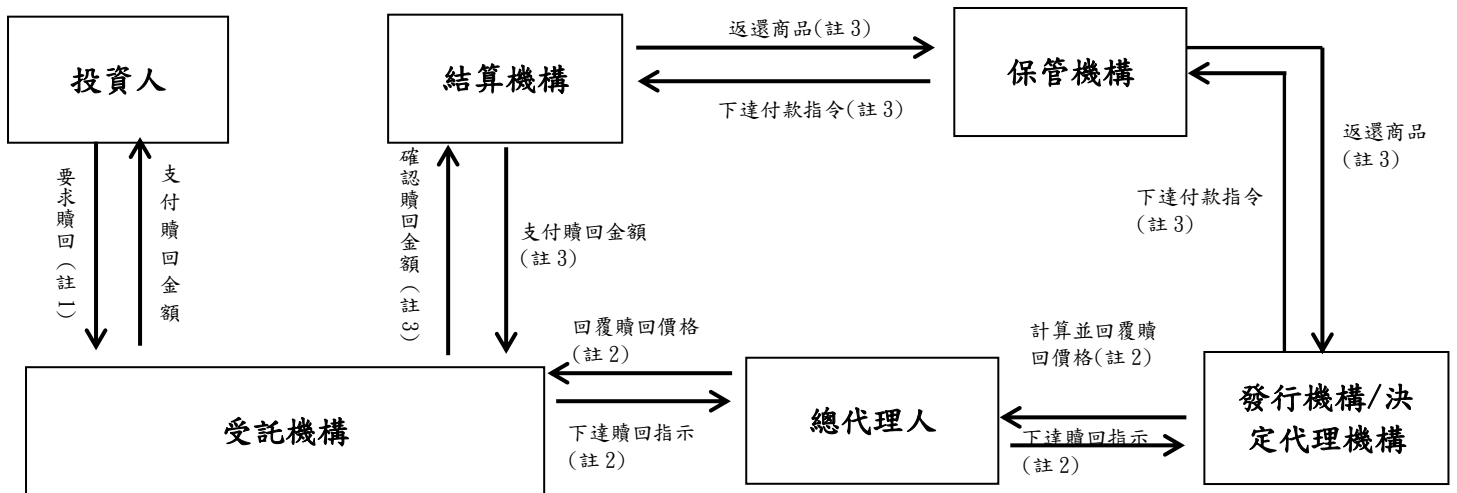 投資人
結算機構
保管機構
返還商品(註 3)
下達付款指令(註 3)
返還商品
(註 3)
下達付款指令
(註 3)
要求贖回(註 1)
支付贖回金額
確認贖回金額(註 3)
支付贖回金額
(註 3)
回覆贖回價格
(註 2)
計算並回覆贖
回價格(註 2)
受託機構
總代理人
發行機構/決
定代理機構
下達贖回指示
(註 2)
下達贖回指示
(註 2)